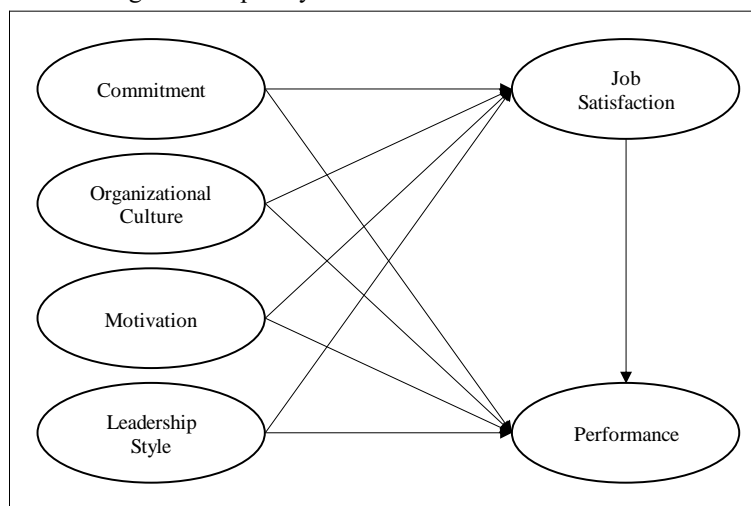 Commitment
Job
Satisfaction
Organizational
Culture
Motivation
Leadership
Style
Performance